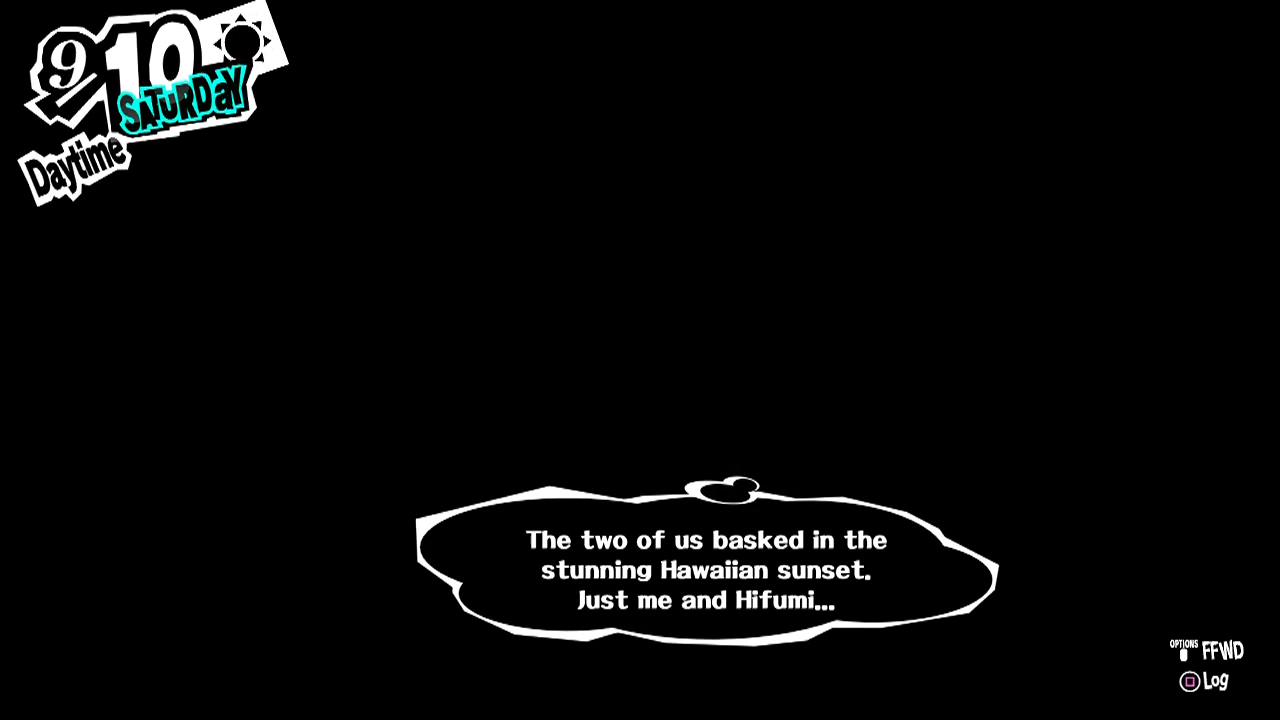 9/10
SATURDAY
Daytime
The two of us basked in the
stunning Hawaiian sunset.
Just me and Hifumi...
OPTIONS FFWD
Log